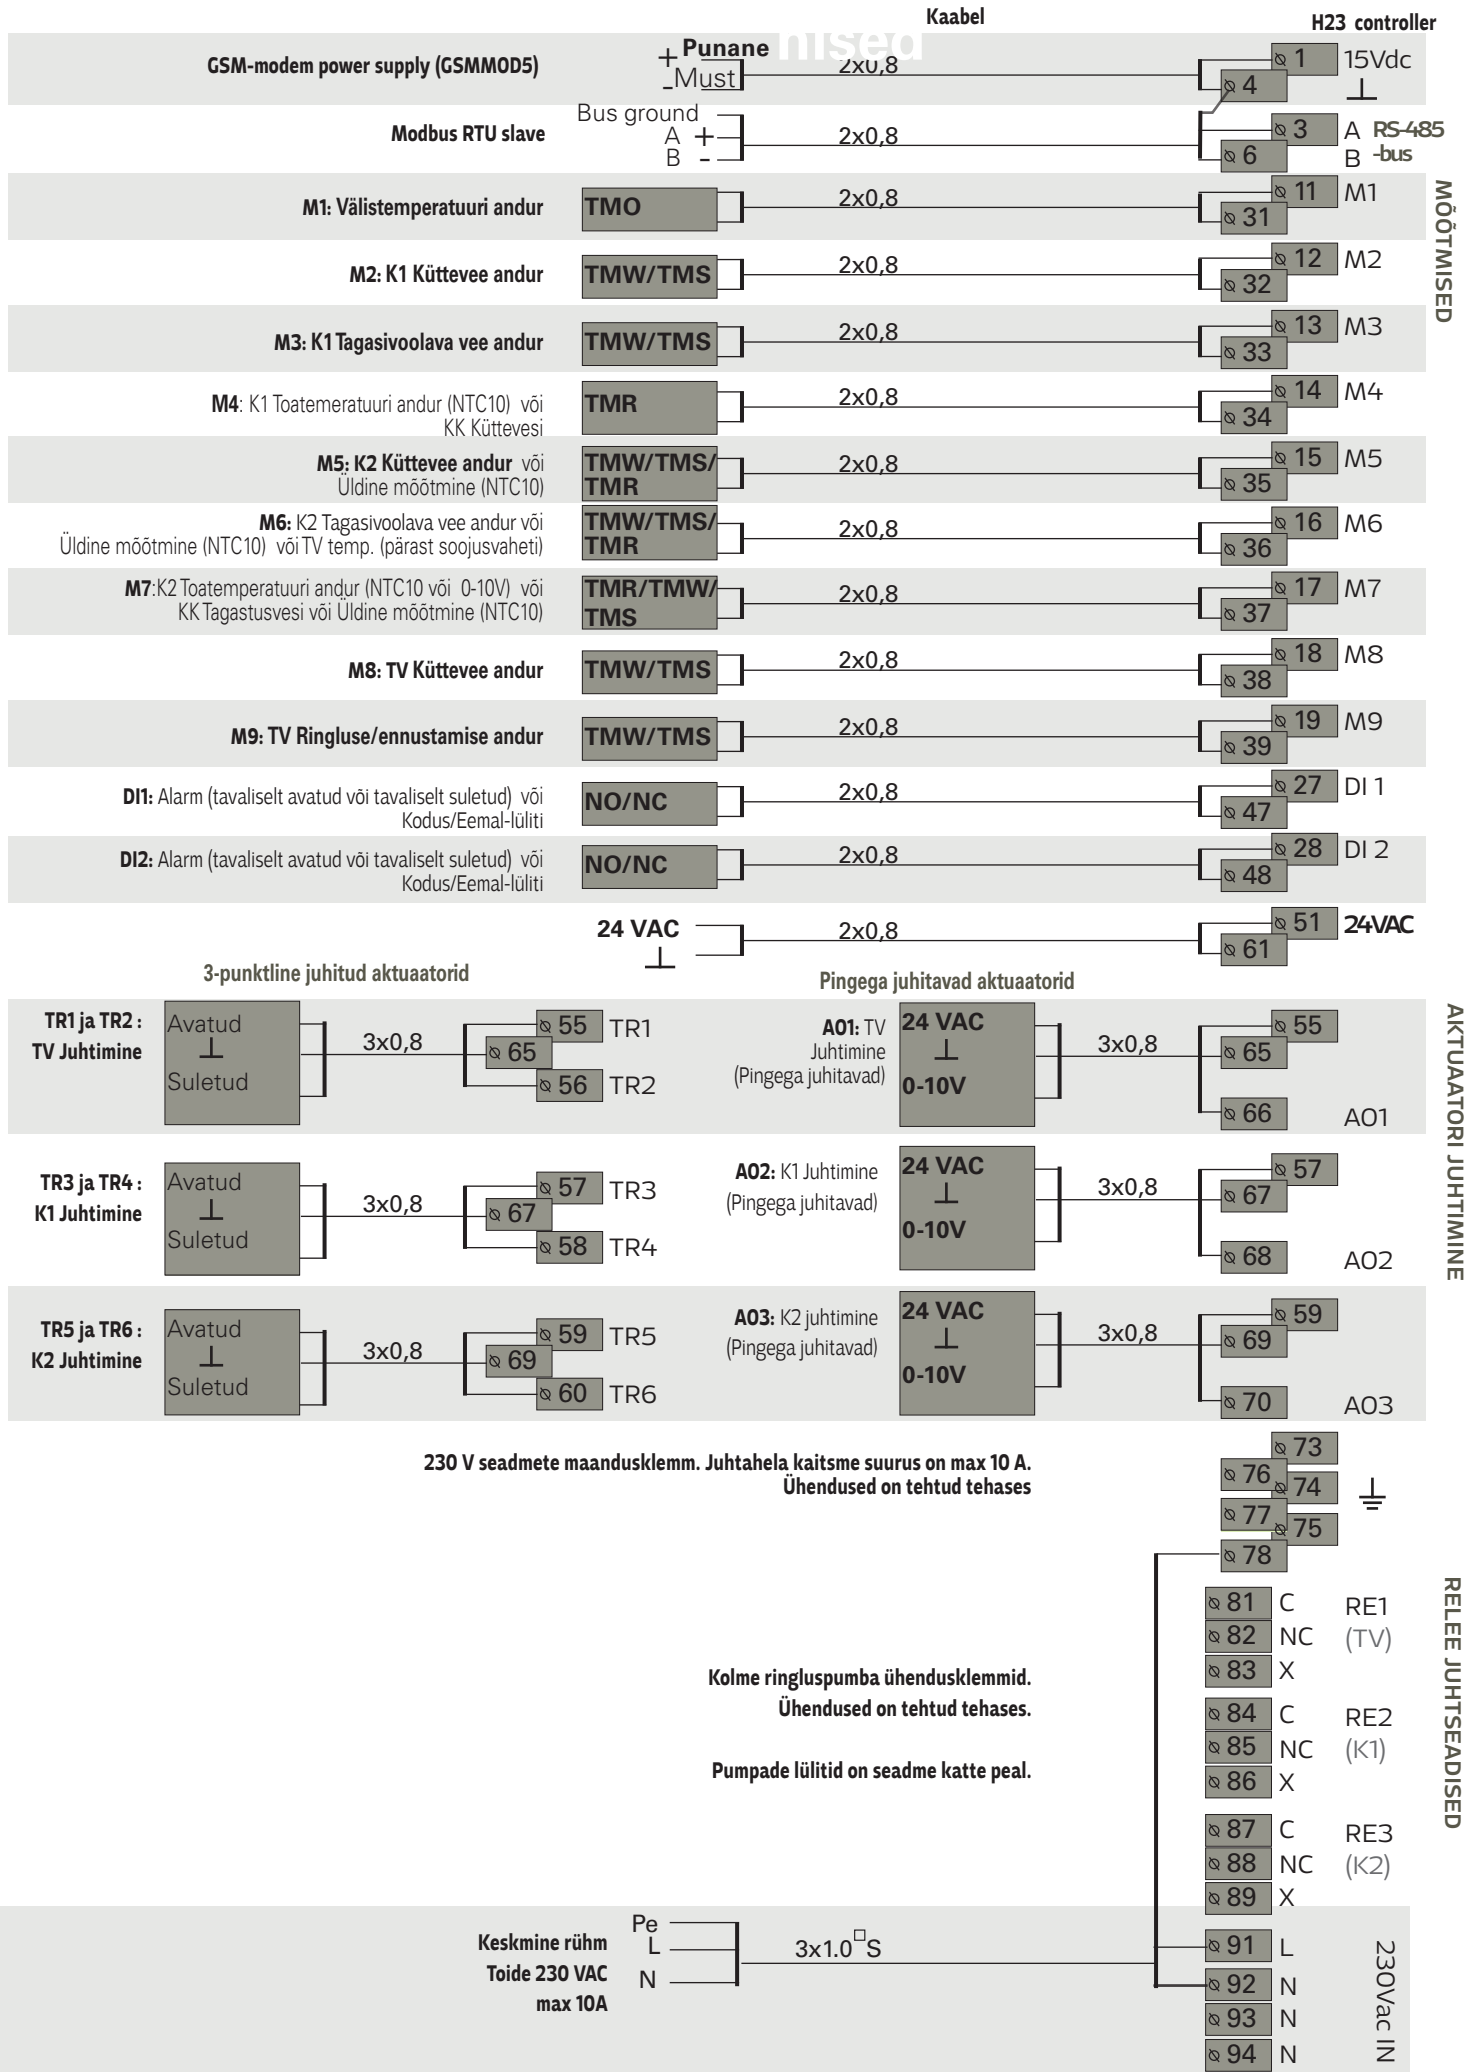 Kaabel
H23 controller
nised
GSM-modem power supply (GSMMOD5)
+ Punane
- Must
2x0,8
1 15Vdc
4
Modbus RTU slave
Bus ground
A +
B -
2x0,8
3 A RS-485
6 B -bus
MÕÕTMISED
M1: Välistemperatuuri andur
TMO
2x0,8
11 M1
31
M2: K1 Küttevee andur
TMW/TMS
2x0,8
12 M2
32
M3: K1 Tagasivoolava vee andur
TMW/TMS
2x0,8
13 M3
33
M4: K1 Toatemeratuuri andur (NTC10) või
KK Küttevesi
TMR
2x0,8
14 M4
34
M5: K2 Küttevee andur või
Üldine mõõtmine (NTC10)
TMW/TMS/
TMR
2x0,8
15 M5
35
M6: K2 Tagasivoolava vee andur või
Üldine mõõtmine (NTC10) või TV temp. (pärast soojusvaheti)
TMW/TMS/
TMR
2x0,8
16 M6
36
M7:K2 Toatemperatuuri andur (NTC10 või 0-10V) või
KK Tagastusvesi või Üldine mõõtmine (NTC10)
TMR/TMW/
TMS
2x0,8
17 M7
37
M8: TV Küttevee andur
TMW/TMS
2x0,8
18 M8
38
M9: TV Ringluse/ennustamise andur
TMW/TMS
2x0,8
19 M9
39
DI1: Alarm (tavaliselt avatud või tavaliselt suletud) või
Kodus/Eemal-lüliti
NO/NC
2x0,8
27 DI 1
47
DI2: Alarm (tavaliselt avatud või tavaliselt suletud) või
Kodus/Eemal-lüliti
NO/NC
2x0,8
28 DI 2
48
24 VAC
2x0,8
51 24VAC
61
3-punktline juhitud aktuaatorid
Pingega juhitavad aktuaatorid
AKTUAATORI JUHTIMINE
TR1 ja TR2 :
TV Juhtimine
Avatud
Suletud
3x0,8
55 TR1
65
56 TR2
AO1: TV
Juhtimine
(Pingega juhitavad)
24 VAC
0-10V
3x0,8
55
65
66 AO1
TR3 ja TR4 :
K1 Juhtimine
Avatud
Suletud
3x0,8
57 TR3
67
58 TR4
AO2: K1 Juhtimine
(Pingega juhitavad)
24 VAC
0-10V
3x0,8
57
67
68 AO2
TR5 ja TR6 :
K2 Juhtimine
Avatud
Suletud
3x0,8
59 TR5
69
60 TR6
AO3: K2 juhtimine
(Pingega juhitavad)
24 VAC
0-10V
3x0,8
59
69
70 AO3
230 V seadmete maandusklemm. Juhtahela kaitsme suurus on max 10 A.
Ühendused on tehtud tehases
73
76
74
77
75
78
RELEE JUHTSEADISED
81 C RE1
82 NC (TV)
83 X
Kolme ringluspumba ühendusklemmid.
Ühendused on tehtud tehases.
84 C RE2
85 NC (K1)
86 X
Pumpade lülitid on seadme katte peal.
87 C RE3
88 NC (K2)
89 X
Keskmine rühm
Toide 230 VAC
max 10A
Pe
L
N
3x1.0□S
91 L
92 N
93 N
94 N
230Vac IN